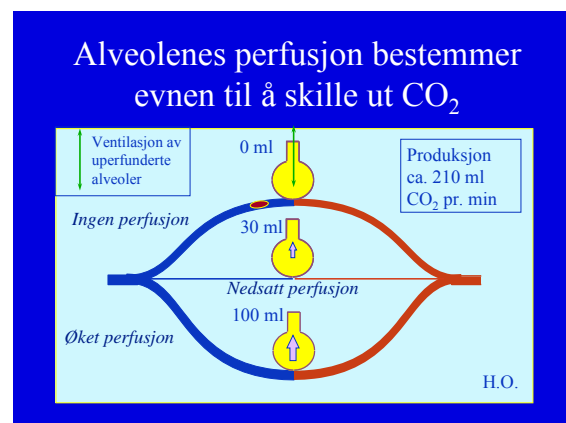 Alveolenes perfusjon bestemmer
evnen til å skille ut CO₂
Ventilasjon av
uperfunderte
alveoler
0 ml
Produksjon
ca. 210 ml
CO₂ pr. min
Ingen perfusjon
30 ml
Nedsatt perfusjon
100 ml
Øket perfusjon
H.O.